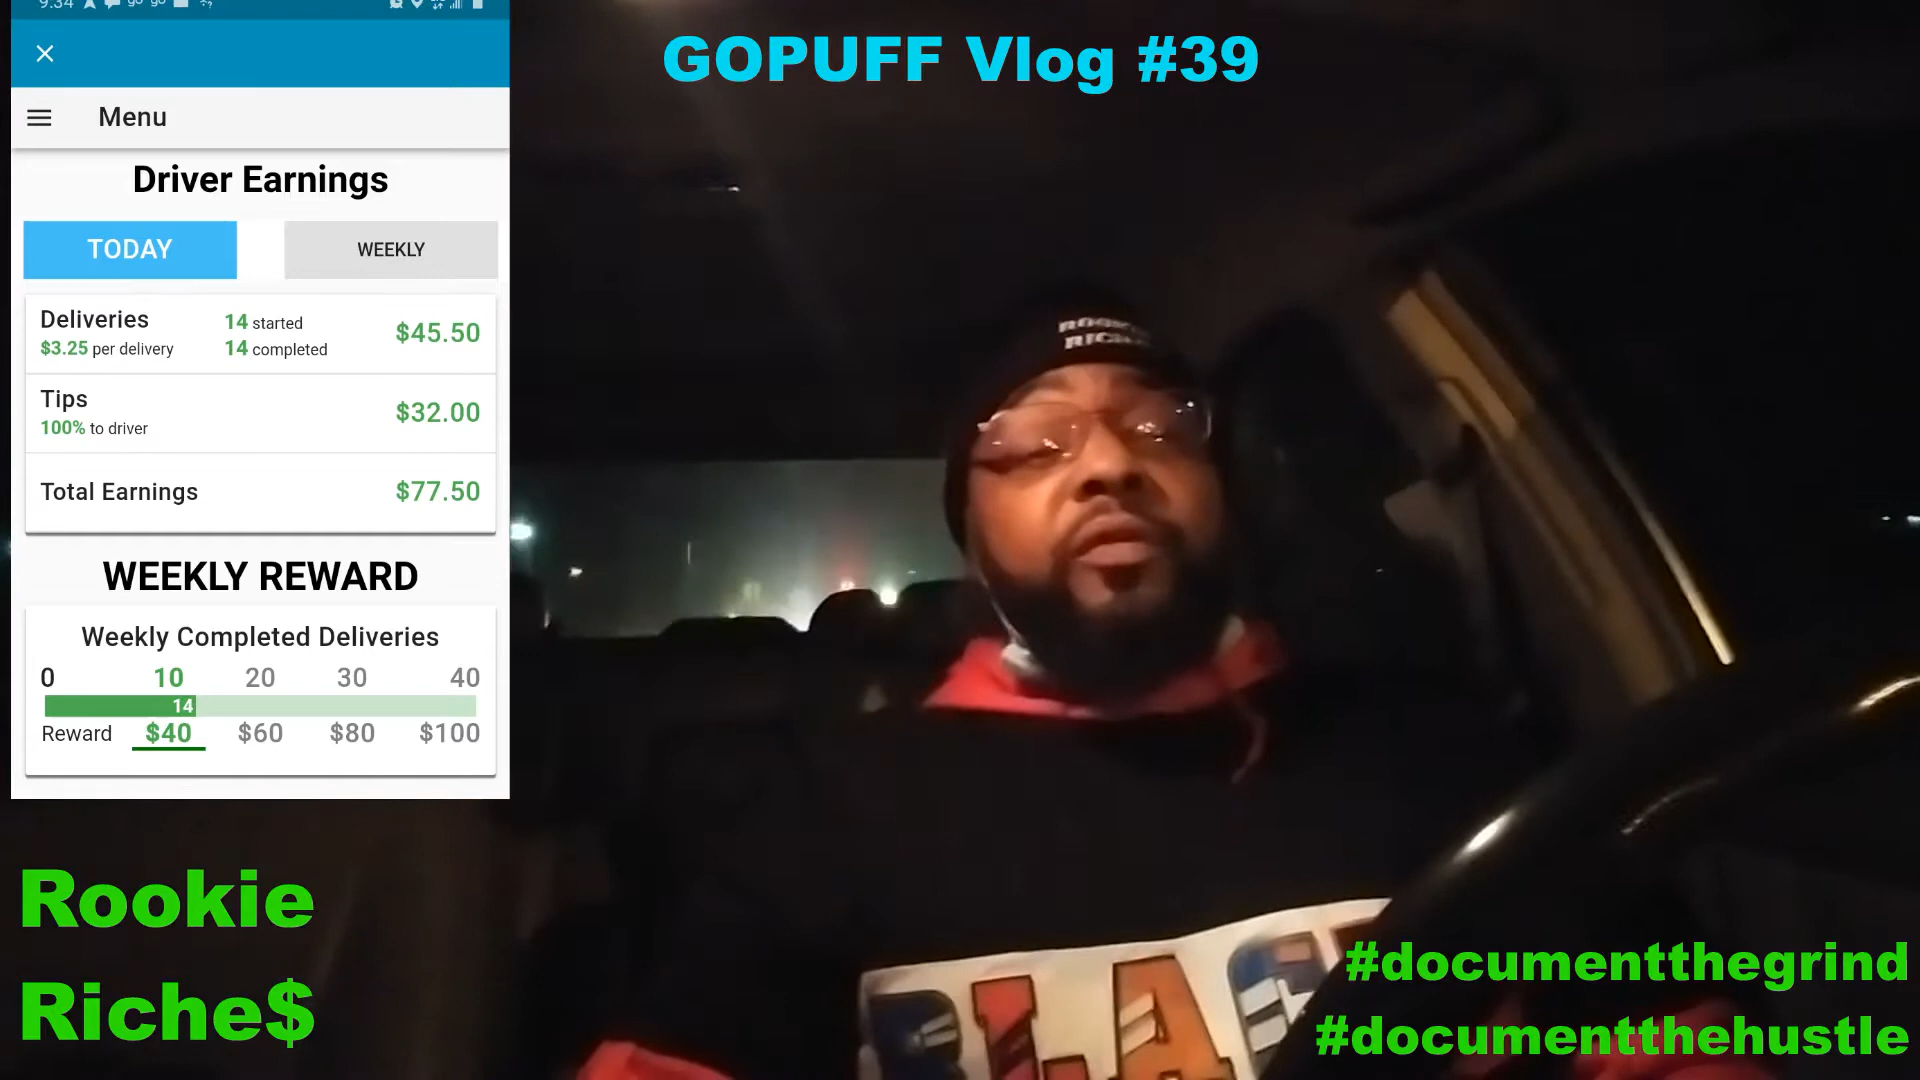 9:34
GOPUFF Vlog #39
Menu
Driver Earnings
TODAY
WEEKLY
Deliveries
14 started
$45.50
$3.25 per delivery
14 completed
Tips
$32.00
100% to driver
Total Earnings
$77.50
WEEKLY REWARD
Weekly Completed Deliveries
0 10 20 30 40
14
Reward $40 $60 $80 $100
Rookie
Riche$
#documentthegrind
#documentthehustle